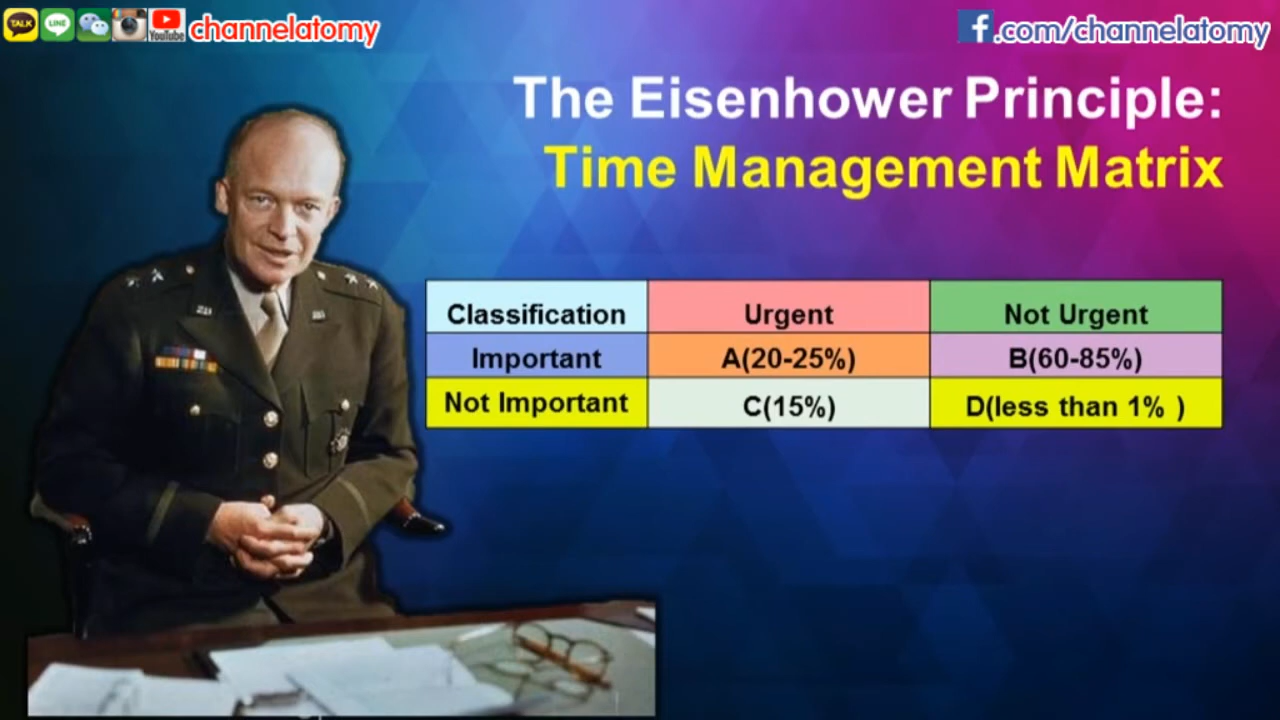 TALK LINE YouTube channelatomy
f.com/channelatomy
The Eisenhower Principle:
Time Management Matrix
Classification Urgent Not Urgent
Important A(20-25%) B(60-85%)
Not Important C(15%) D(less than 1% )